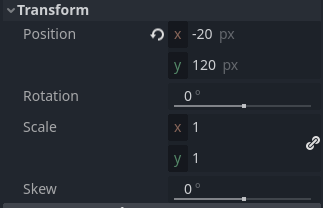 Transform
Position x -20 px
y 120 px
Rotation 0 °
Scale x 1
y 1
Skew 0 °